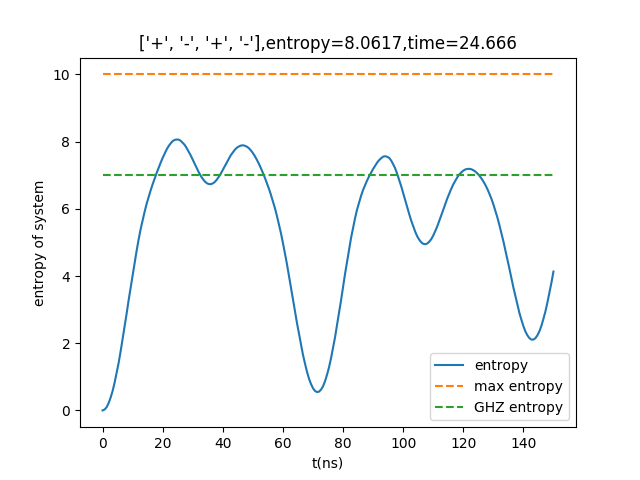 ['+', '-', '+', '-'],entropy=8.0617,time=24.666
entropy of system
10
8
6
4
2
0
0 20 40 60 80 100 120 140
t(ns)
entropy
max entropy
GHZ entropy